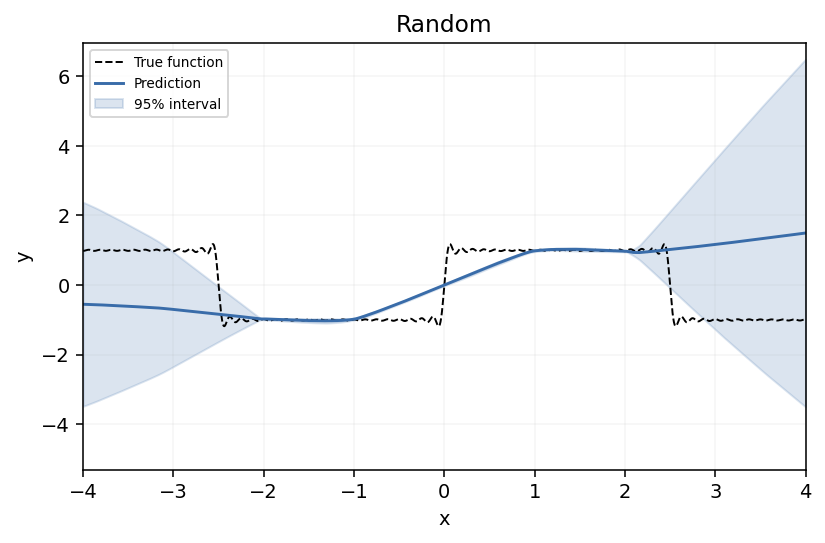 Random
True function
Prediction
95% interval
6
4
2
0
−2
−4
y
−4 −3 −2 −1 0 1 2 3 4
x